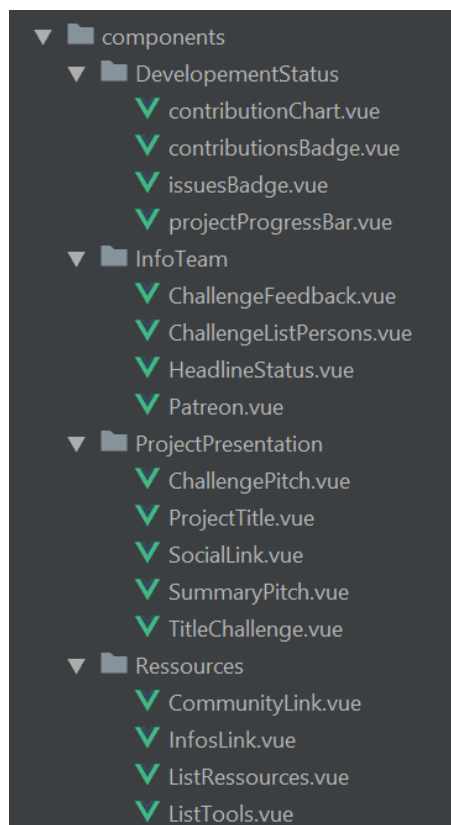 components
DevelopementStatus
contributionChart.vue
contributionsBadge.vue
issuesBadge.vue
projectProgressBar.vue
InfoTeam
ChallengeFeedback.vue
ChallengeListPersons.vue
HeadlineStatus.vue
Patreon.vue
ProjectPresentation
ChallengePitch.vue
ProjectTitle.vue
SocialLink.vue
SummaryPitch.vue
TitleChallenge.vue
Ressources
CommunityLink.vue
InfosLink.vue
ListRessources.vue
ListTools.vue